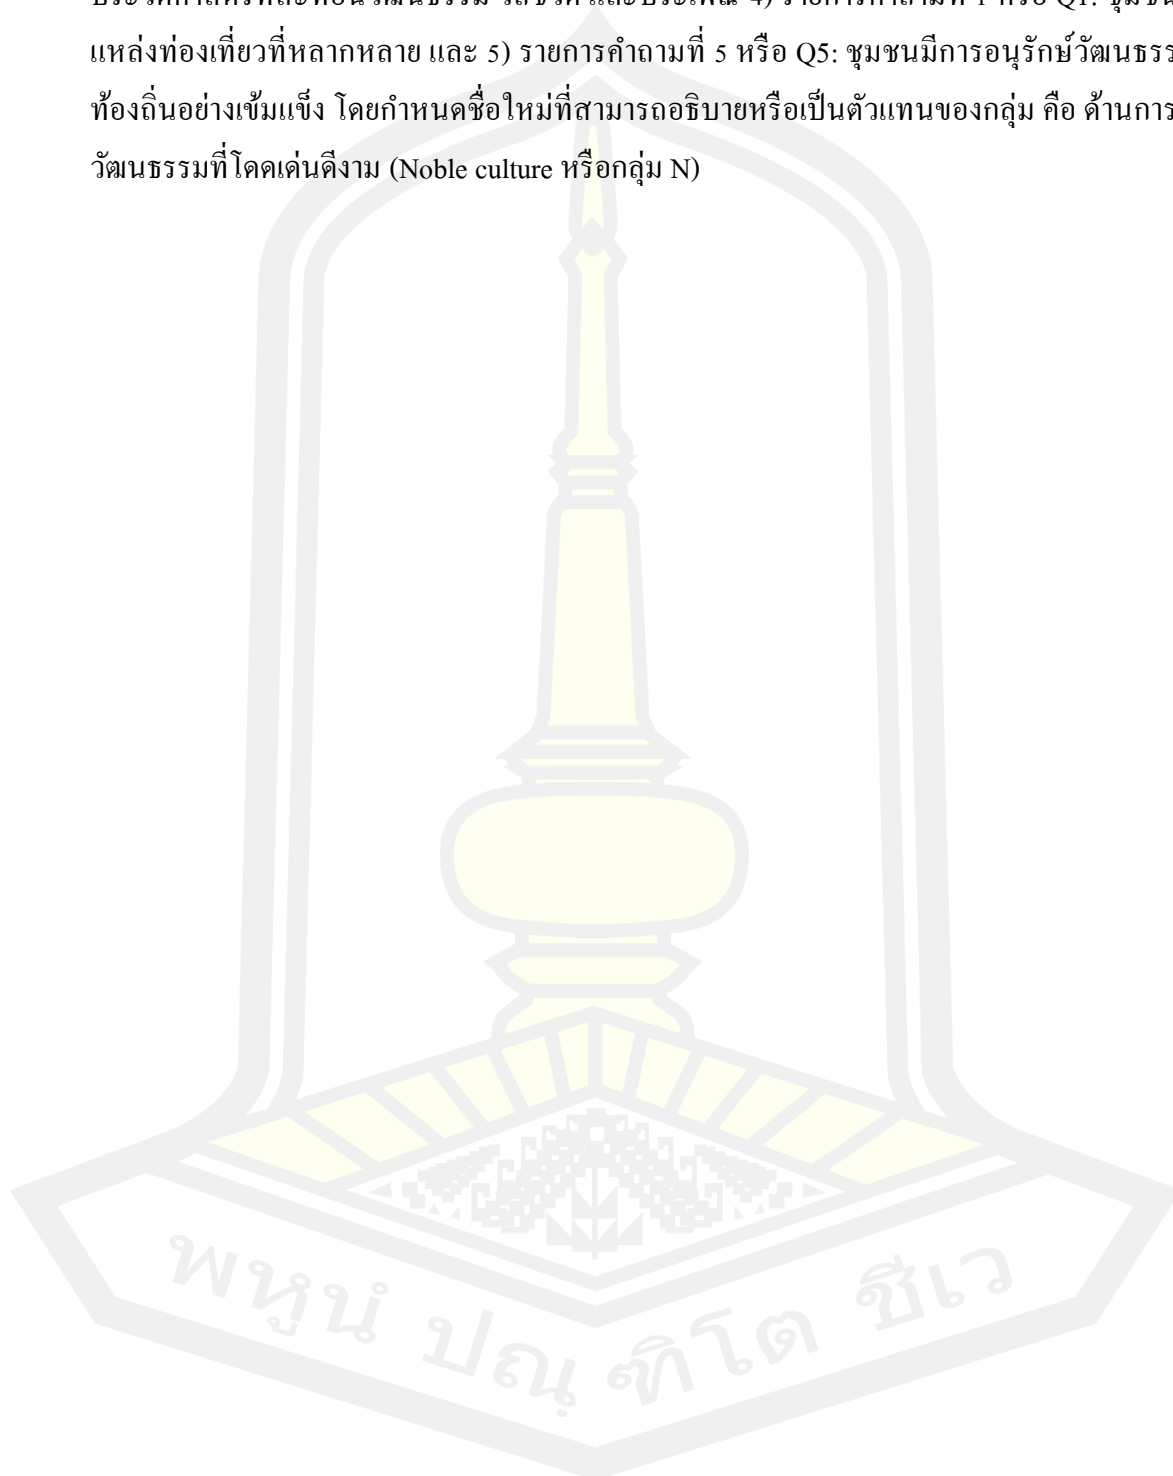 ประวัติศาสตร์ที่สะท้อนวัฒนธรรม วิถีชีวิต และประเพณี 4) รายการคำถามที่ 1 หรือ Q1: ชุมชน
แหล่งท่องเที่ยวที่หลากหลาย และ 5) รายการคำถามที่ 5 หรือ Q5: ชุมชนมีการอนุรักษ์วัฒนธรร
ท้องถิ่นอย่างเข้มแข็ง โดยกำหนดชื่อใหม่ที่สามารถอธิบายหรือเป็นตัวแทนของกลุ่ม คือ ด้านการ
วัฒนธรรมที่โดดเด่นดีงาม (Noble culture หรือกลุ่ม N)
พหูนํ ปณฺฑิโต ชีเว